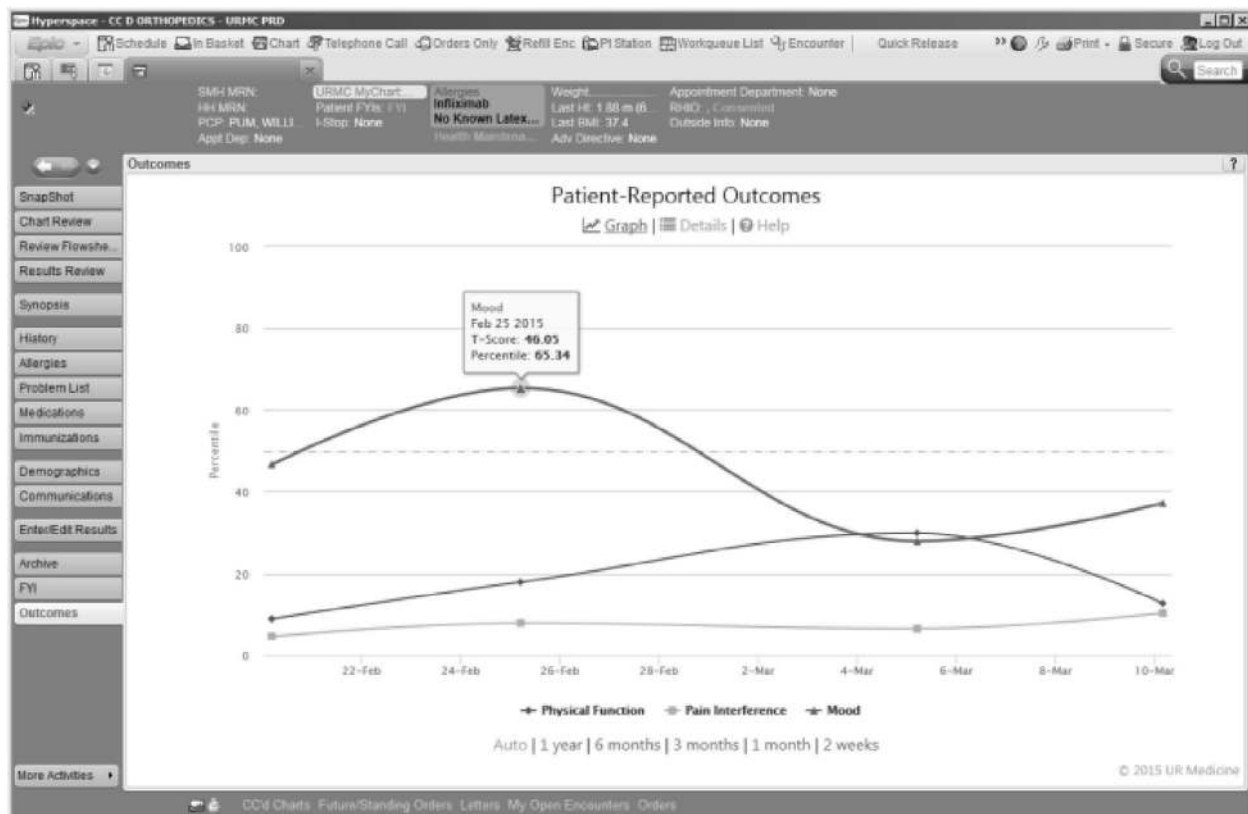 Hyperspace - CC D ORTHOPEDICS - URMC PRD
Epic Schedule In Basket Chart Telephone Call Orders Only Refill Enc Pt Station Workqueue List Encounter Quick Release Print Secure Log Out
Search
SMH MRN: URMC MyChart:... Allergies Weight: Appointment Department: None
HH MRN: Patient FYIs: FYI Infliximab Last Ht: 1.88 m (6... RHIO: , Consented
PCP: PUM, WILLI... I-Stop: None No Known Latex... Last BMI: 37.4 Outside Info: None
Appt Dep: None Health Maintena... Adv Directive: None
Outcomes ?
SnapShot
Chart Review
Review Flowshe...
Results Review
Synopsis
History
Allergies
Problem List
Medications
Immunizations
Demographics
Communications
Enter/Edit Results
Archive
FYI
Outcomes
More Activities
Patient-Reported Outcomes
Graph | Details | Help
100
80
60
40
20
0
Percentile
Mood
Feb 25 2015
T-Score: 46.05
Percentile: 65.34
22-Feb 24-Feb 26-Feb 28-Feb 2-Mar 4-Mar 6-Mar 8-Mar 10-Mar
Physical Function Pain Interference Mood
Auto | 1 year | 6 months | 3 months | 1 month | 2 weeks
© 2015 UR Medicine
CC'd Charts Future/Standing Orders Letters My Open Encounters Orders